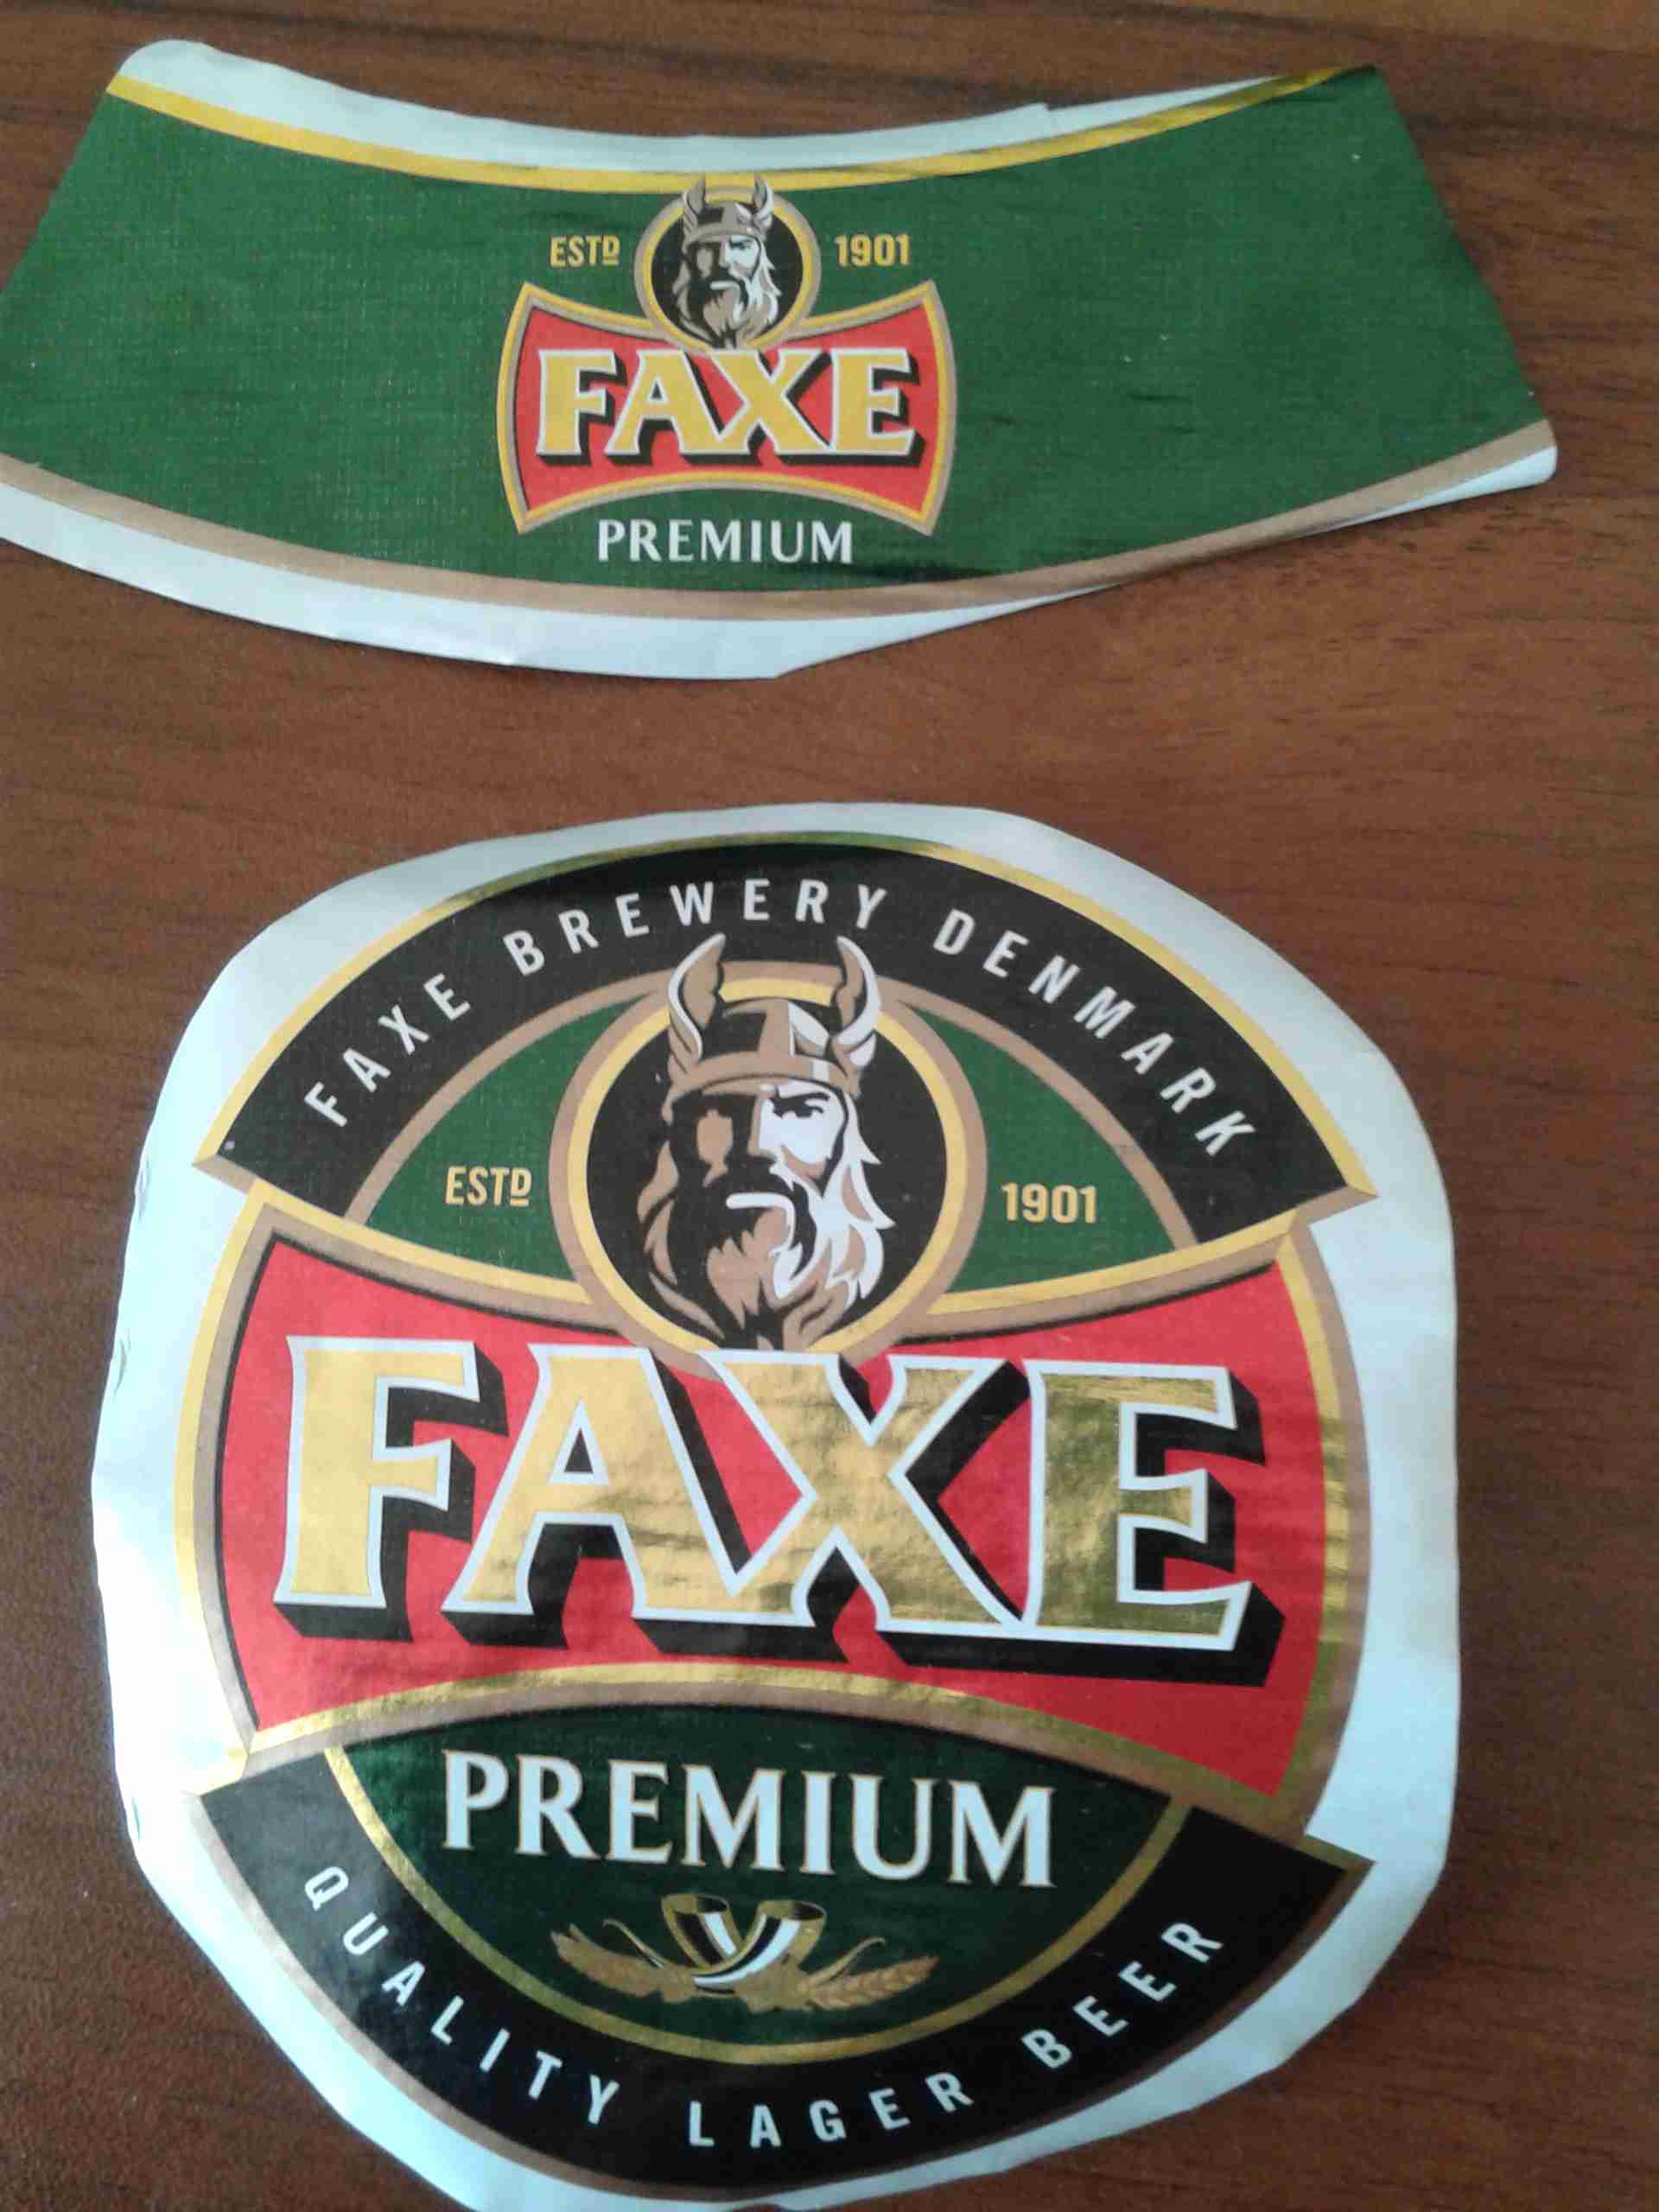 ESTD 1901
FAXE
PREMIUM
FAXE BREWERY DENMARK
ESTD 1901
FAXE
PREMIUM
QUALITY LAGER BEER